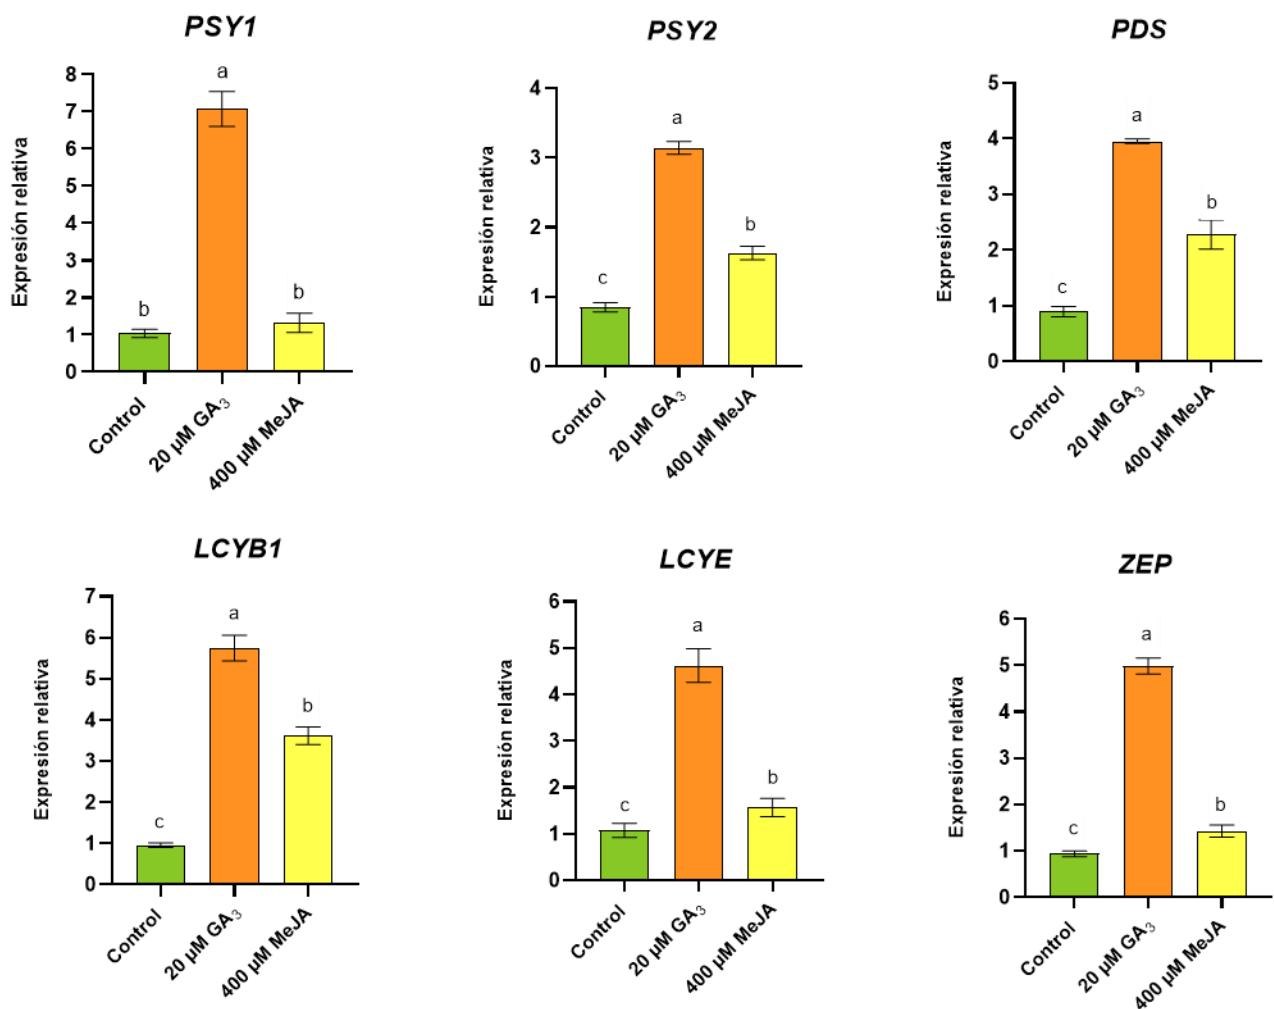 PSY1
8
7
6
5
4
3
2
1
0
Expresión relativa
a
b
b
Control
20 µM GA₃
400 µM MeJA
PSY2
4
3
2
1
0
Expresión relativa
c
a
b
Control
20 µM GA₃
400 µM MeJA
PDS
5
4
3
2
1
0
Expresión relativa
c
a
b
Control
20 µM GA₃
400 µM MeJA
LCYB1
7
6
5
4
3
2
1
0
Expresión relativa
c
a
b
Control
20 µM GA₃
400 µM MeJA
LCYE
6
5
4
3
2
1
0
Expresión relativa
c
a
b
Control
20 µM GA₃
400 µM MeJA
ZEP
6
5
4
3
2
1
0
Expresión relativa
c
a
b
Control
20 µM GA₃
400 µM MeJA